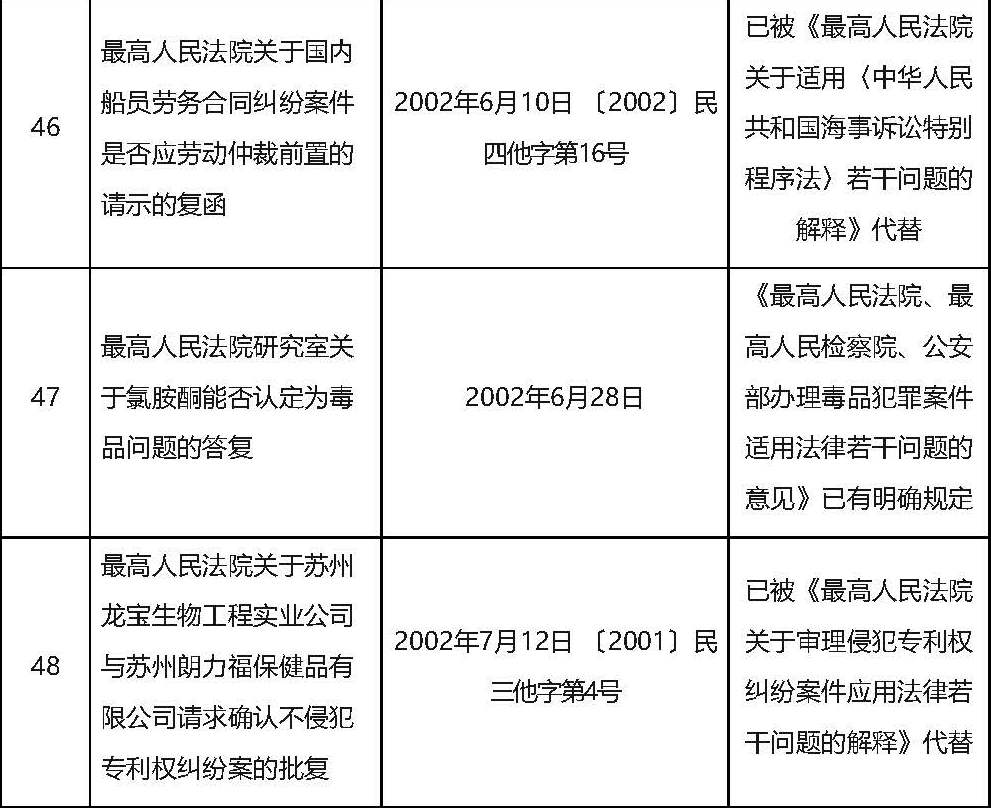 46
最高人民法院关于国内
船员劳务合同纠纷案件
是否应劳动仲裁前置的
请示的复函
2002年6月10日 〔2002〕民
四他字第16号
已被《最高人民法院
关于适用〈中华人民
共和国海事诉讼特别
程序法〉若干问题的
解释》代替
47
最高人民法院研究室关
于氯胺酮能否认定为毒
品问题的答复
2002年6月28日
《最高人民法院、最
高人民检察院、公安
部办理毒品犯罪案件
适用法律若干问题的
意见》已有明确规定
48
最高人民法院关于苏州
龙宝生物工程实业公司
与苏州朗力福保健品有
限公司请求确认不侵犯
专利权纠纷案的批复
2002年7月12日 〔2001〕民
三他字第4号
已被《最高人民法院
关于审理侵犯专利权
纠纷案件应用法律若
干问题的解释》代替